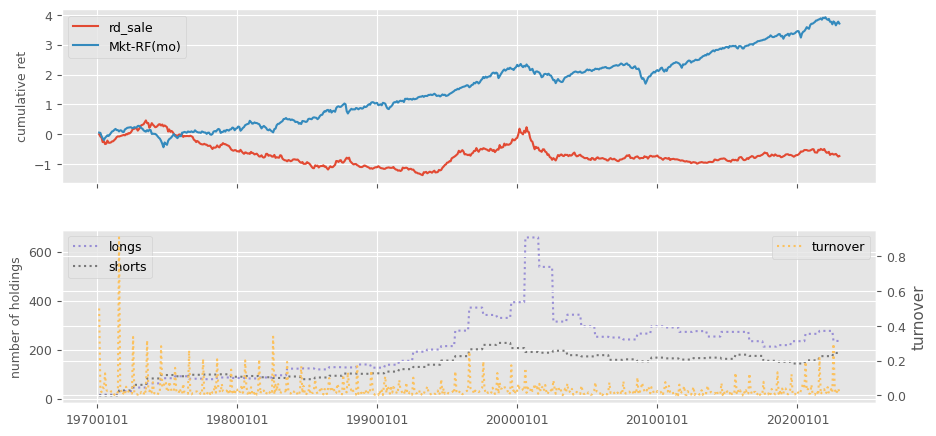 4
3
2
1
0
−1
cumulative ret
rd_sale
Mkt-RF(mo)
600
400
200
0
number of holdings
longs
shorts
turnover
0.8
0.6
0.4
0.2
0.0
turnover
19700101
19800101
19900101
20000101
20100101
20200101